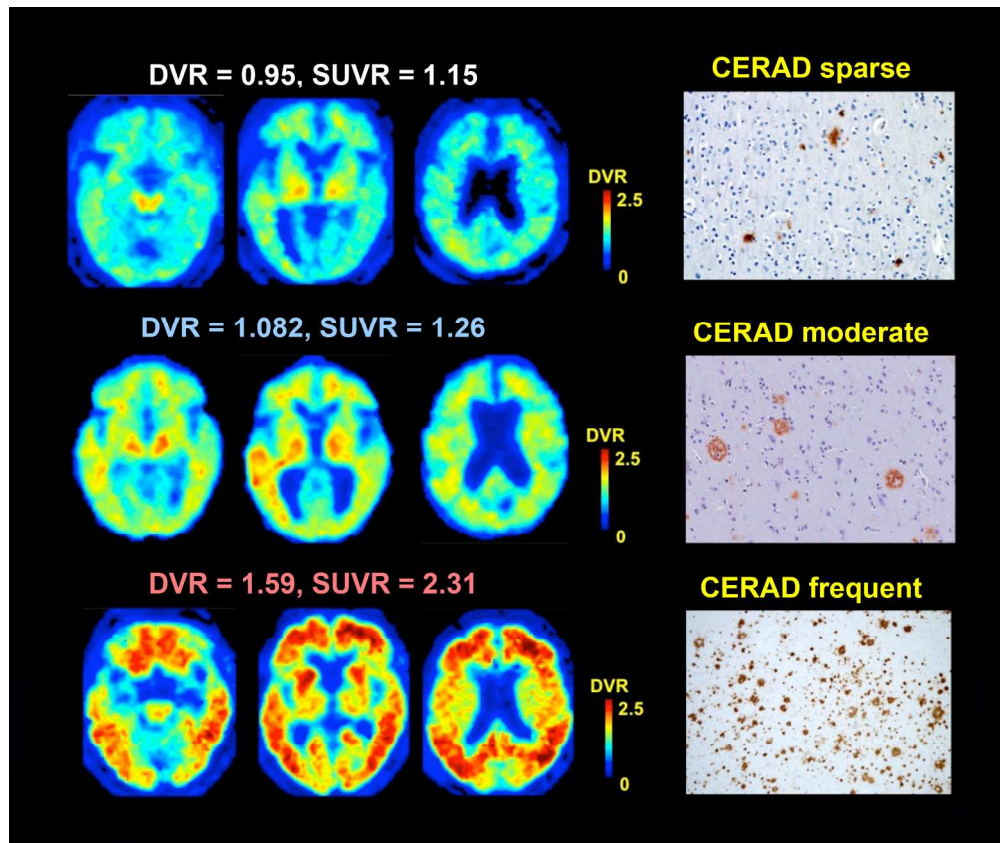 DVR = 0.95, SUVR = 1.15
CERAD sparse
DVR
2.5
0
DVR = 1.082, SUVR = 1.26
CERAD moderate
DVR
2.5
0
DVR = 1.59, SUVR = 2.31
CERAD frequent
DVR
2.5
0